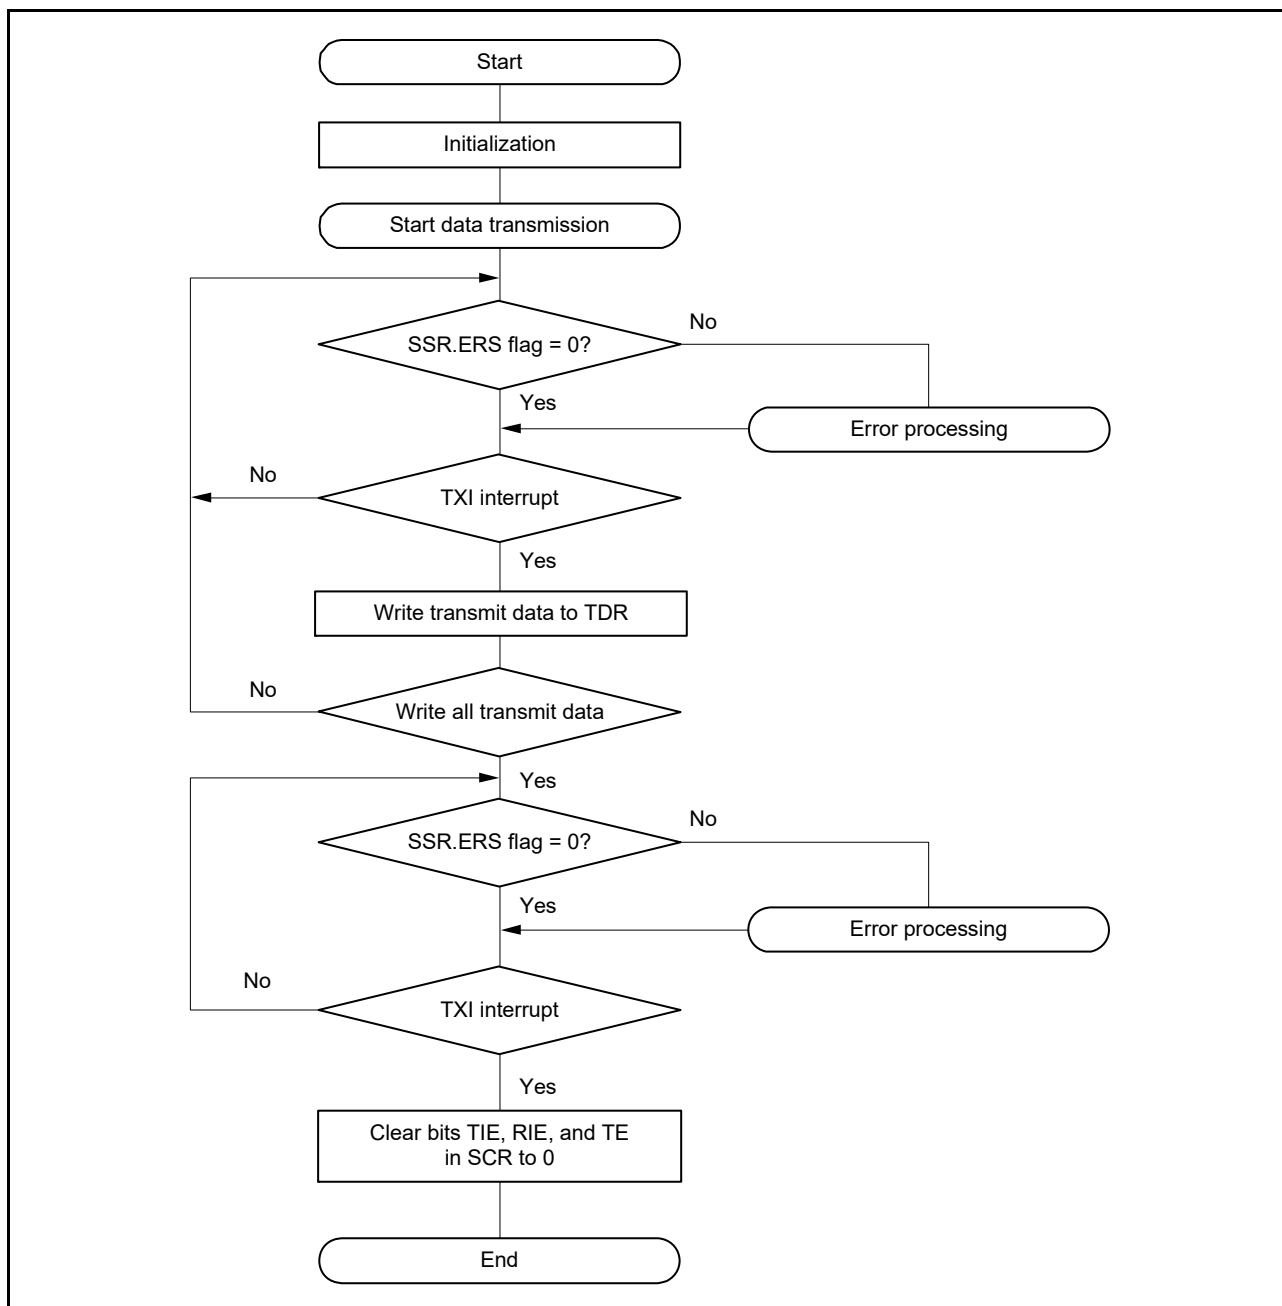 Start
Initialization
Start data transmission
SSR.ERS flag = 0?
No
Yes
Error processing
No
TXI interrupt
Yes
Write transmit data to TDR
No
Write all transmit data
Yes
SSR.ERS flag = 0?
No
Yes
Error processing
No
TXI interrupt
Yes
Clear bits TIE, RIE, and TE
in SCR to 0
End